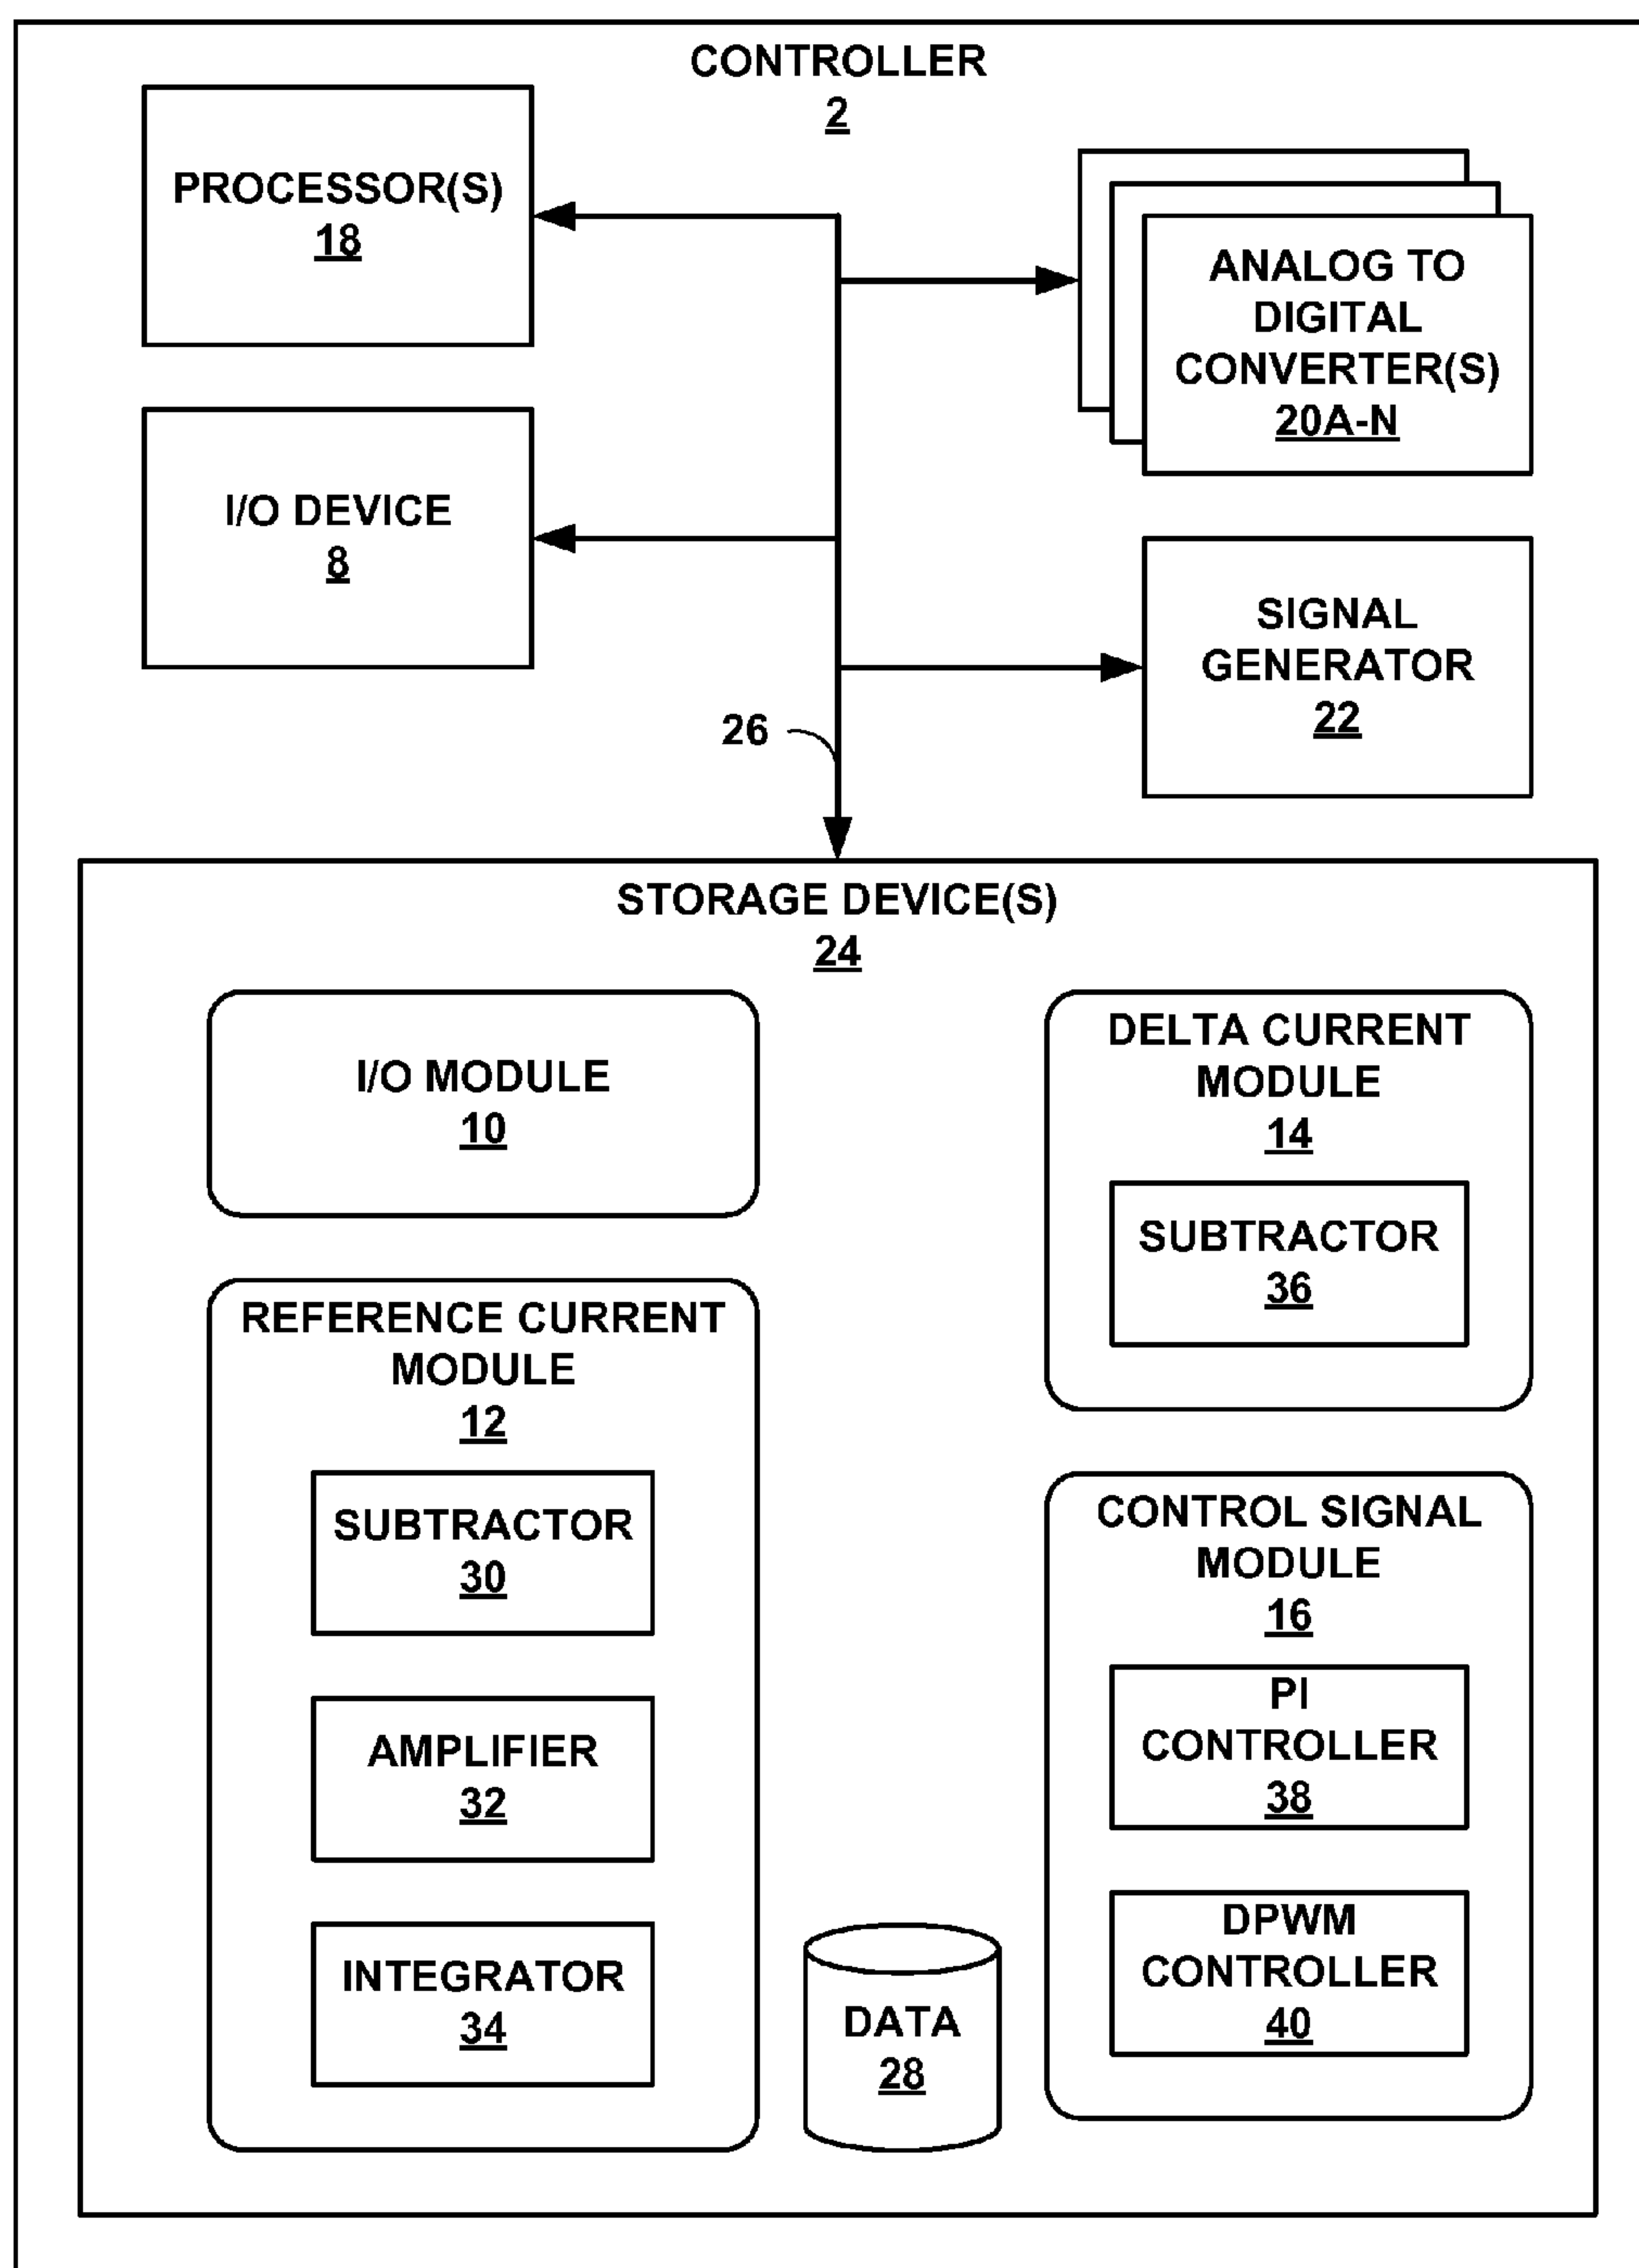 CONTROLLER
2
PROCESSOR(S)
18
ANALOG TO
DIGITAL
CONVERTER(S)
20A-N
I/O DEVICE
8
SIGNAL
GENERATOR
22
26
STORAGE DEVICE(S)
24
I/O MODULE
10
DELTA CURRENT
MODULE
14
SUBTRACTOR
36
REFERENCE CURRENT
MODULE
12
SUBTRACTOR
30
AMPLIFIER
32
INTEGRATOR
34
CONTROL SIGNAL
MODULE
16
PI
CONTROLLER
38
DPWM
CONTROLLER
40
DATA
28